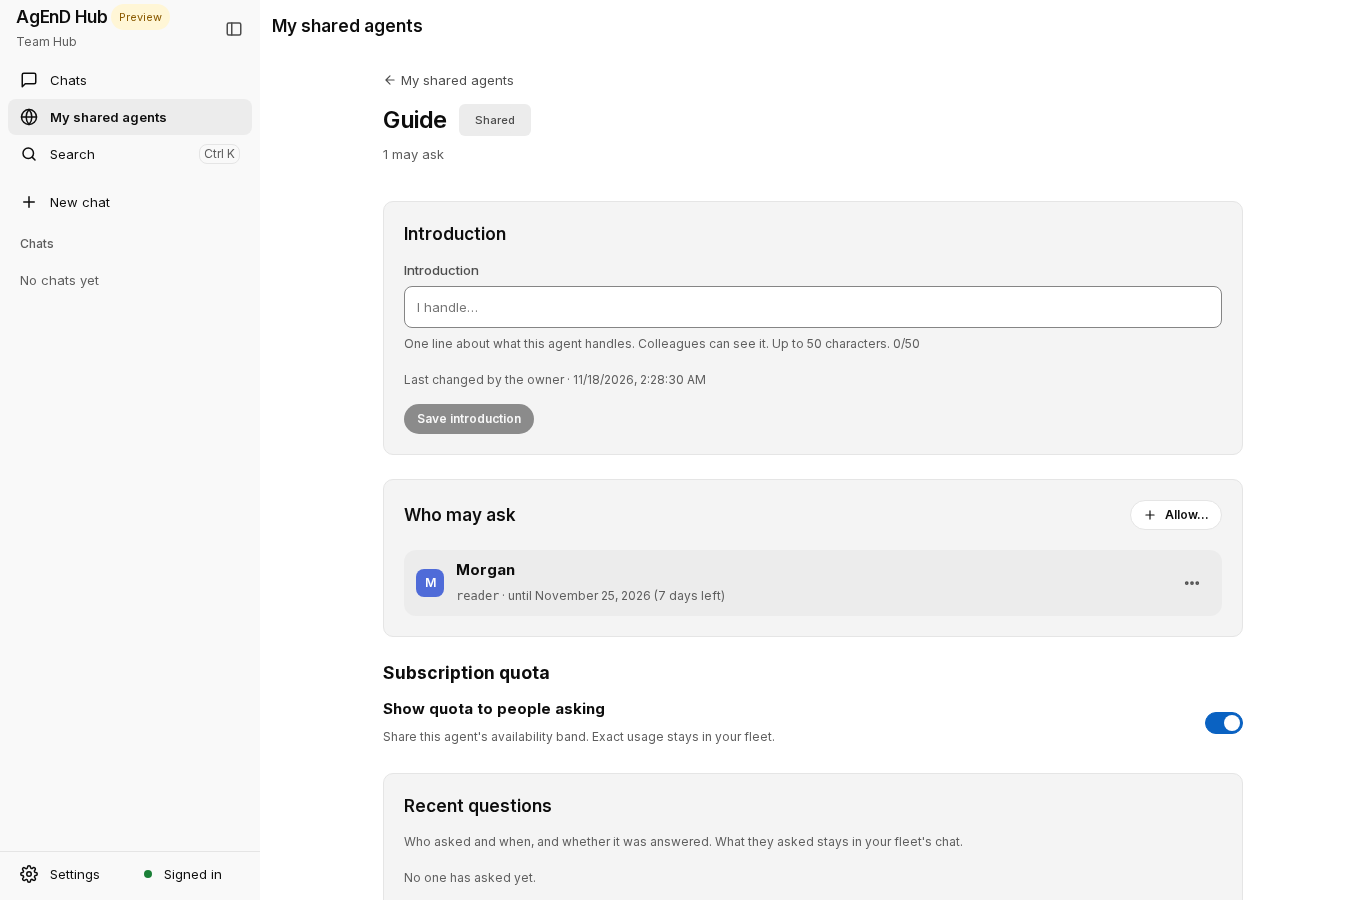 AgEnD Hub Preview
Team Hub
Chats
My shared agents
Search Ctrl K
New chat
Chats
No chats yet
Settings
Signed in
My shared agents
My shared agents
Guide Shared
1 may ask
Introduction
Introduction
I handle…
One line about what this agent handles. Colleagues can see it. Up to 50 characters. 0/50
Last changed by the owner · 11/18/2026, 2:28:30 AM
Save introduction
Who may ask
Allow…
M
Morgan
reader · until November 25, 2026 (7 days left)
Subscription quota
Show quota to people asking
Share this agent's availability band. Exact usage stays in your fleet.
Recent questions
Who asked and when, and whether it was answered. What they asked stays in your fleet's chat.
No one has asked yet.